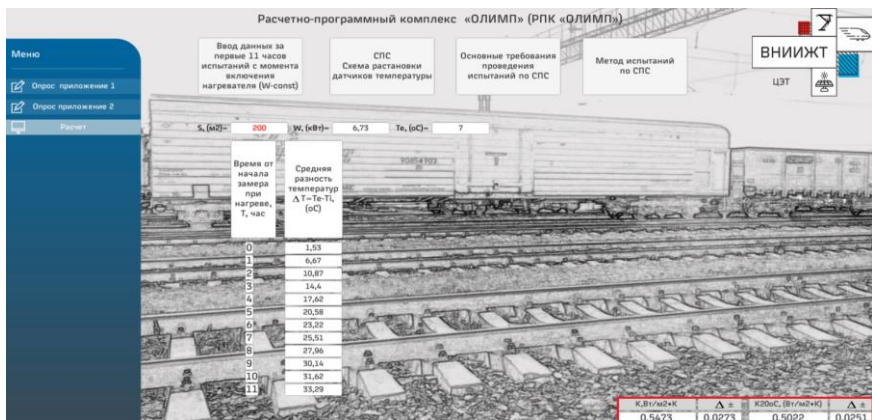 Расчетно-программный комплекс «ОЛИМП» (РПК «ОЛИМП»)
Меню
Опрос приложение 1
Опрос приложение 2
Расчет
Ввод данных за
первые 11 часов
испытаний с момента
включения
нагревателя (W-const)
СПС
Схема растановки
датчиков температуры
Основные требования
проведения
испытаний по СПС
Метод испытаний
по СПС
ВНИИЖТ
ЦЭТ
S, (м2)= 200 W, (кВт)= 6,73 Te, (оС)= 7
Время от
начала
замера
при
нагреве,
Т, час
Средняя
разность
температур
Δ T=Te-Ti,
(оС)
0 1,53
1 6,67
2 10,87
3 14,4
4 17,62
5 20,58
6 23,22
7 25,51
8 27,96
9 30,14
10 31,62
11 33,29
K,Вт/м2•К Δ ± K20оС, (Вт/м2•К) Δ ±
0,5473 0,0273 0,5022 0,0251